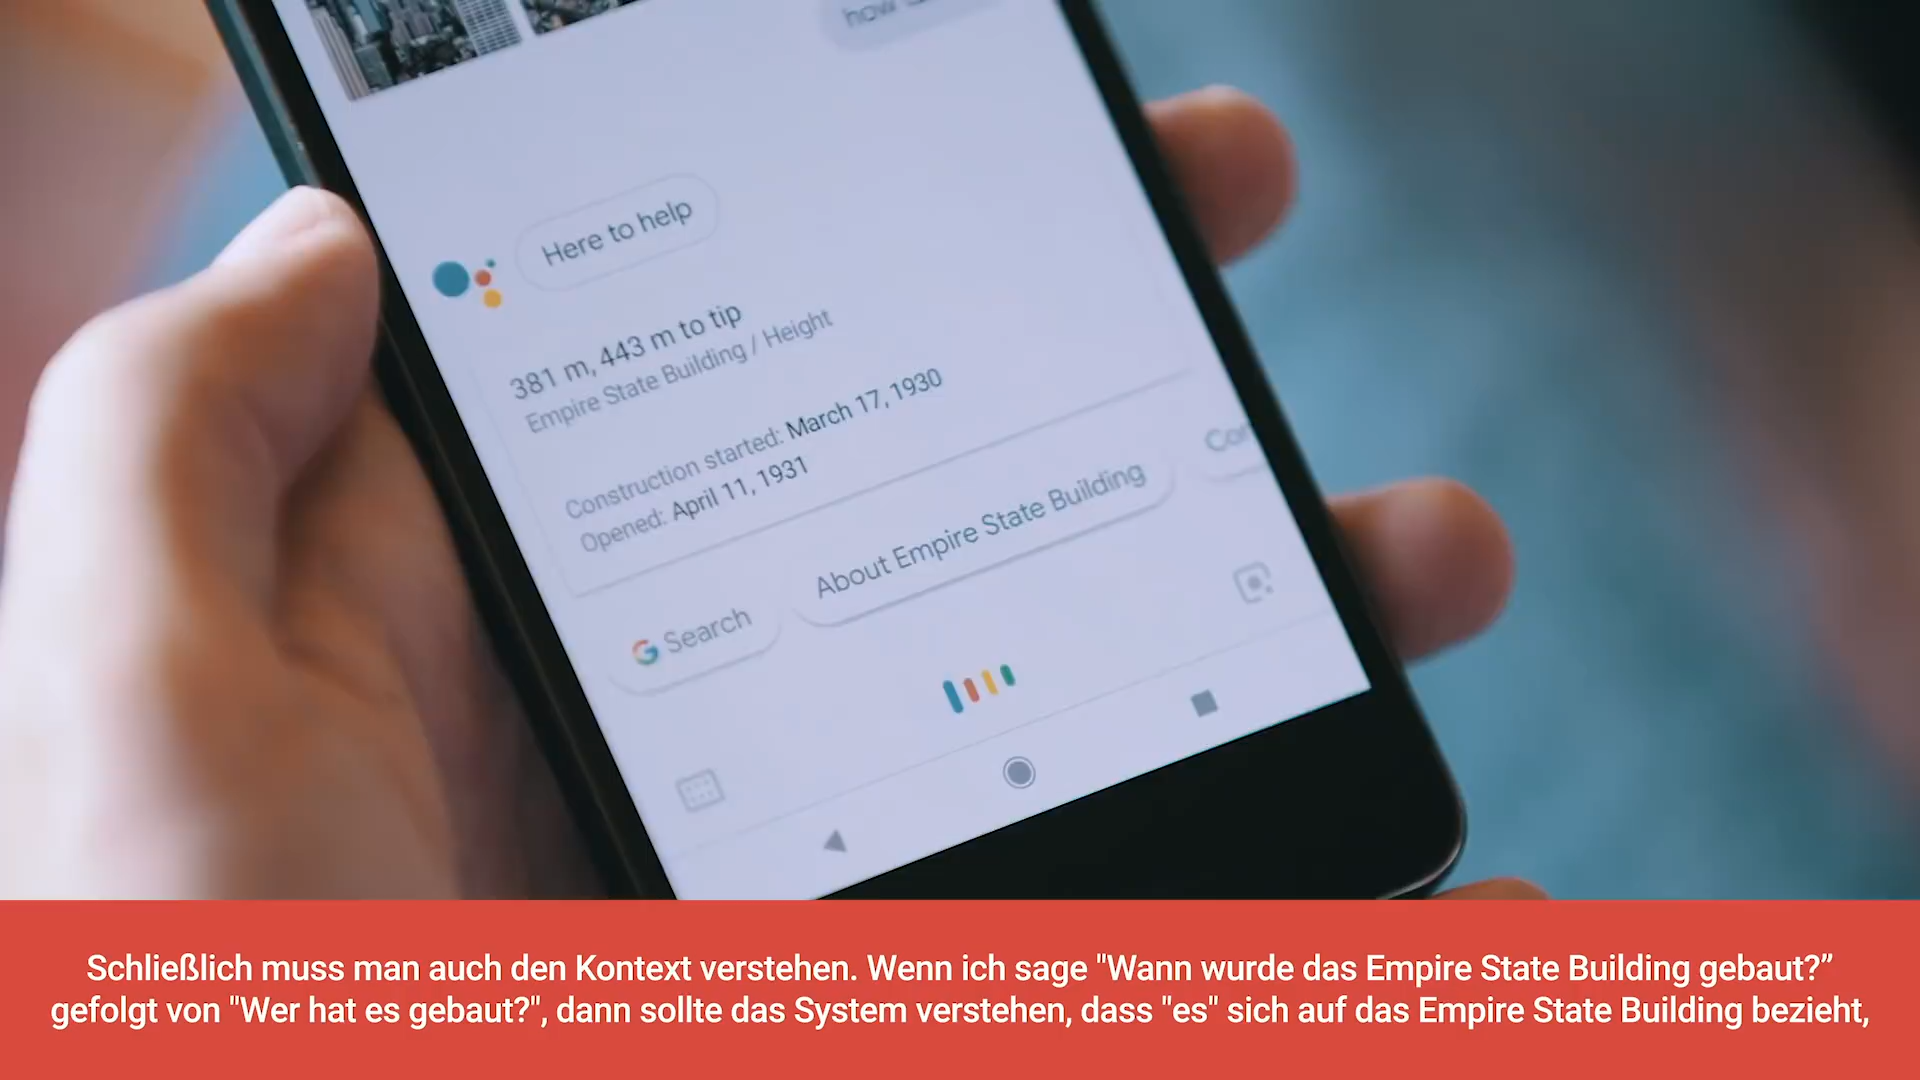 how
Here to help
381 m, 443 m to tip
Empire State Building / Height
Construction started: March 17, 1930
Opened: April 11, 1931
Search
About Empire State Building
Schließlich muss man auch den Kontext verstehen. Wenn ich sage "Wann wurde das Empire State Building gebaut?”
gefolgt von "Wer hat es gebaut?", dann sollte das System verstehen, dass "es" sich auf das Empire State Building bezieht,